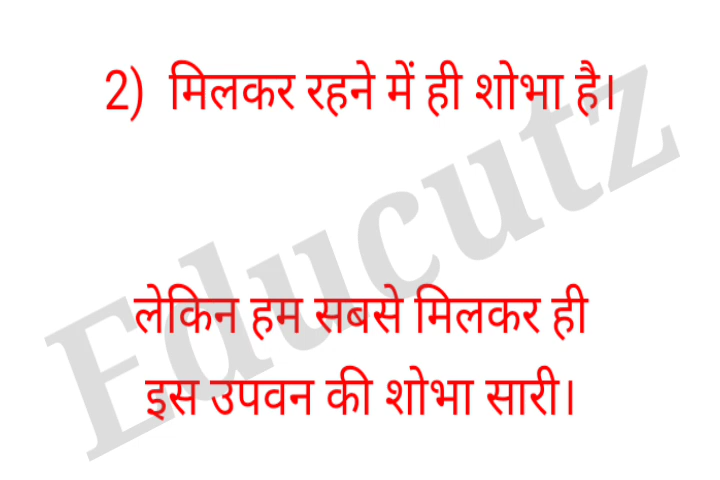 2) मिलकर रहने में ही शोभा है।
लेकिन हम सबसे मिलकर ही
इस उपवन की शोभा सारी।
Educutz